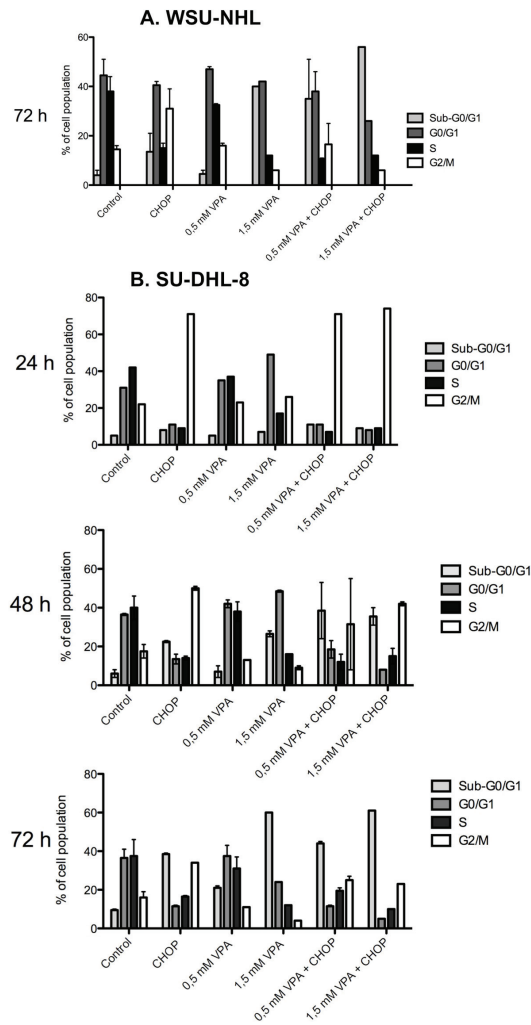 A. WSU-NHL
72 h
% of cell population
60
40
20
0
Control
CHOP
0,5 mM VPA
1,5 mM VPA
0,5 mM VPA + CHOP
1,5 mM VPA + CHOP
Sub-G0/G1
G0/G1
S
G2/M
B. SU-DHL-8
24 h
% of cell population
80
60
40
20
0
Control
CHOP
0,5 mM VPA
1,5 mM VPA
0,5 mM VPA + CHOP
1,5 mM VPA + CHOP
Sub-G0/G1
G0/G1
S
G2/M
48 h
% of cell population
80
60
40
20
0
Control
CHOP
0,5 mM VPA
1,5 mM VPA
0,5 mM VPA + CHOP
1,5 mM VPA + CHOP
Sub-G0/G1
G0/G1
S
G2/M
72 h
% of cell population
80
60
40
20
0
Control
CHOP
0,5 mM VPA
1,5 mM VPA
0,5 mM VPA + CHOP
1,5 mM VPA + CHOP
Sub-G0/G1
G0/G1
S
G2/M